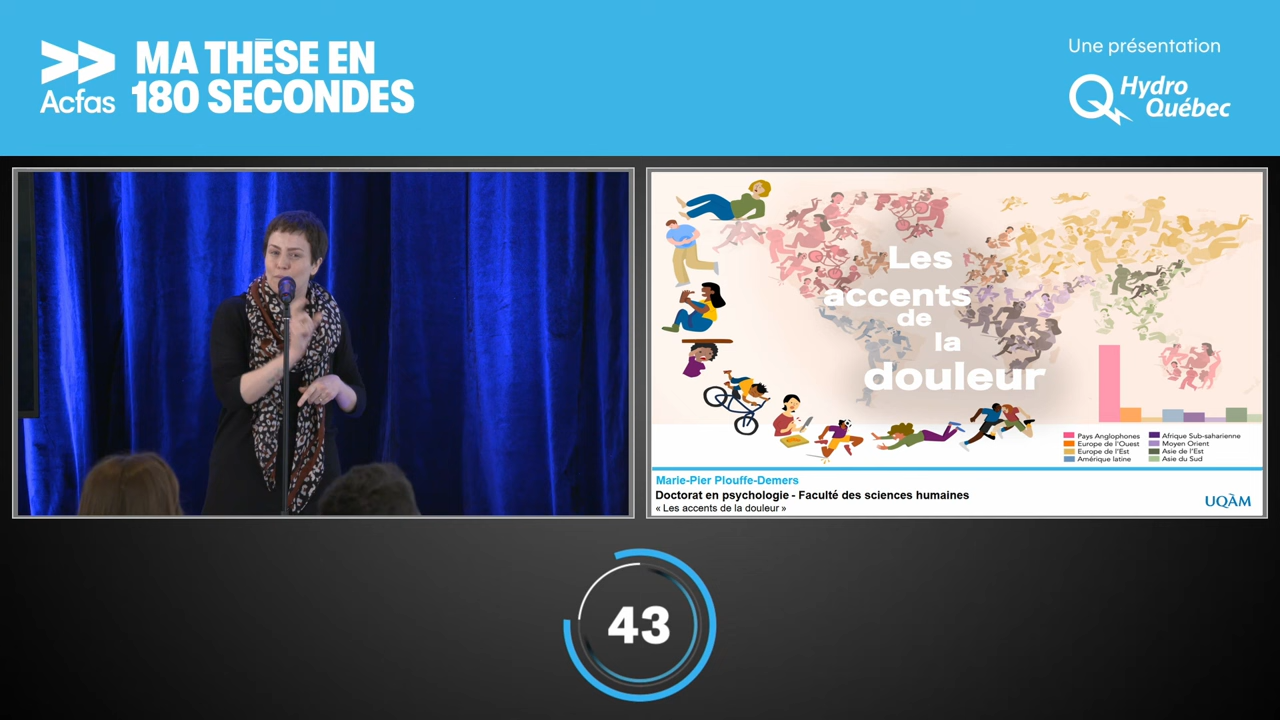 Acfas
MA THÈSE EN
180 SECONDES
Une présentation
Hydro
Québec
Les
accents
de
la
douleur
Pays Anglophones
Europe de l'Ouest
Europe de l'Est
Amérique latine
Afrique Sub-saharienne
Moyen Orient
Asie de l'Est
Asie du Sud
Marie-Pier Plouffe-Demers
Doctorat en psychologie - Faculté des sciences humaines
« Les accents de la douleur »
UQÀM
43